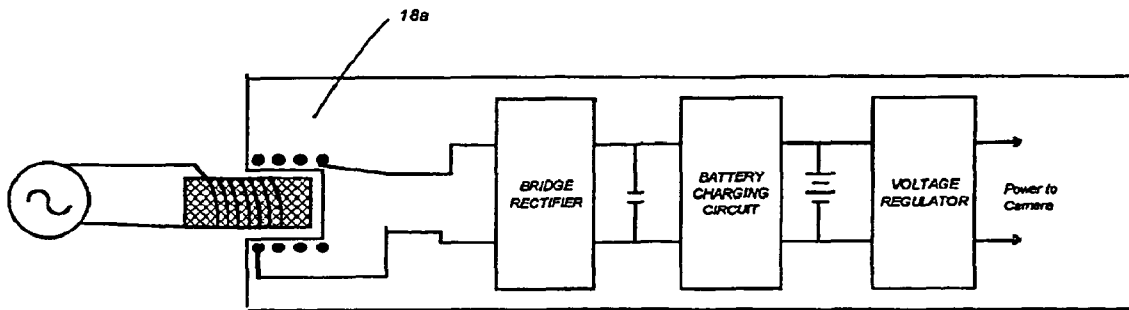 18a
BRIDGE
RECTIFIER
BATTERY
CHARGING
CIRCUIT
VOLTAGE
REGULATOR
Power to
Camera